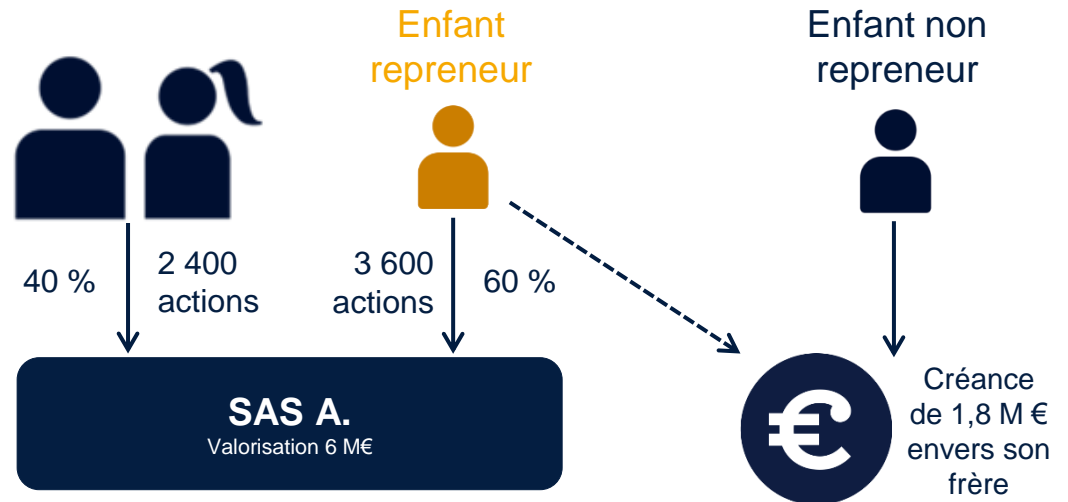 Enfant
repreneur
Enfant non
repreneur
40 %
2 400
actions
3 600
actions
60 %
SAS A.
Valorisation 6 M€
€
Créance
de 1,8 M €
envers son
frère